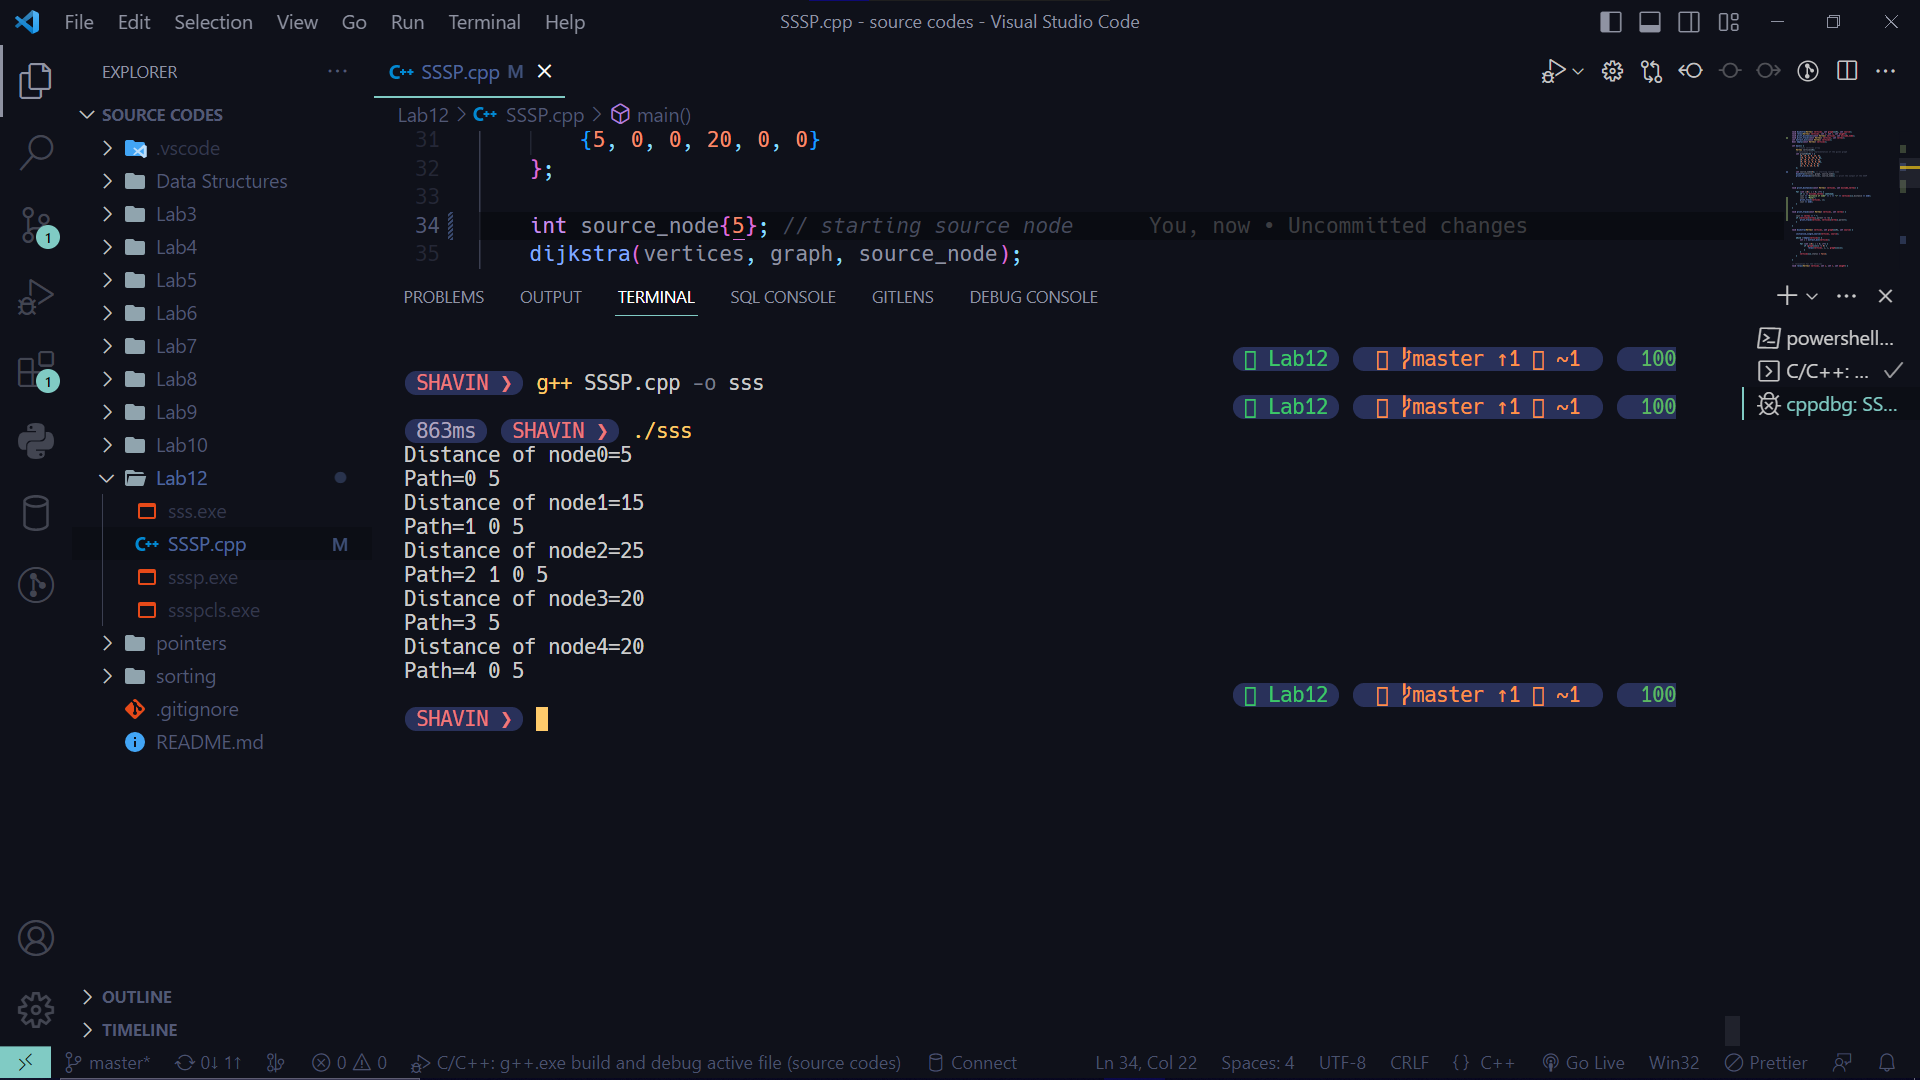 File Edit Selection View Go Run Terminal Help
SSSP.cpp - source codes - Visual Studio Code
EXPLORER
SOURCE CODES
.vscode
Data Structures
Lab3
Lab4
Lab5
Lab6
Lab7
Lab8
Lab9
Lab10
Lab12
sss.exe
C++ SSSP.cpp M
sssp.exe
ssspcls.exe
pointers
sorting
.gitignore
README.md
OUTLINE
TIMELINE
1
1
C++ SSSP.cpp M
Lab12 > C++ SSSP.cpp > main()
31 {5, 0, 0, 20, 0, 0}
32 };
33
34 int source_node{5}; // starting source node You, now • Uncommitted changes
35 dijkstra(vertices, graph, source_node);
PROBLEMS OUTPUT TERMINAL SQL CONSOLE GITLENS DEBUG CONSOLE
Lab12 master ↑1 ~1 100
SHAVIN ❯ g++ SSSP.cpp -o sss
Lab12 master ↑1 ~1 100
863ms SHAVIN ❯ ./sss
Distance of node0=5
Path=0 5
Distance of node1=15
Path=1 0 5
Distance of node2=25
Path=2 1 0 5
Distance of node3=20
Path=3 5
Distance of node4=20
Path=4 0 5
Lab12 master ↑1 ~1 100
SHAVIN ❯
powershell...
C/C++: ...
cppdbg: SS...
master* 0↓ 1↑ 0 0 C/C++: g++.exe build and debug active file (source codes) Connect Ln 34, Col 22 Spaces: 4 UTF-8 CRLF {} C++ Go Live Win32 Prettier